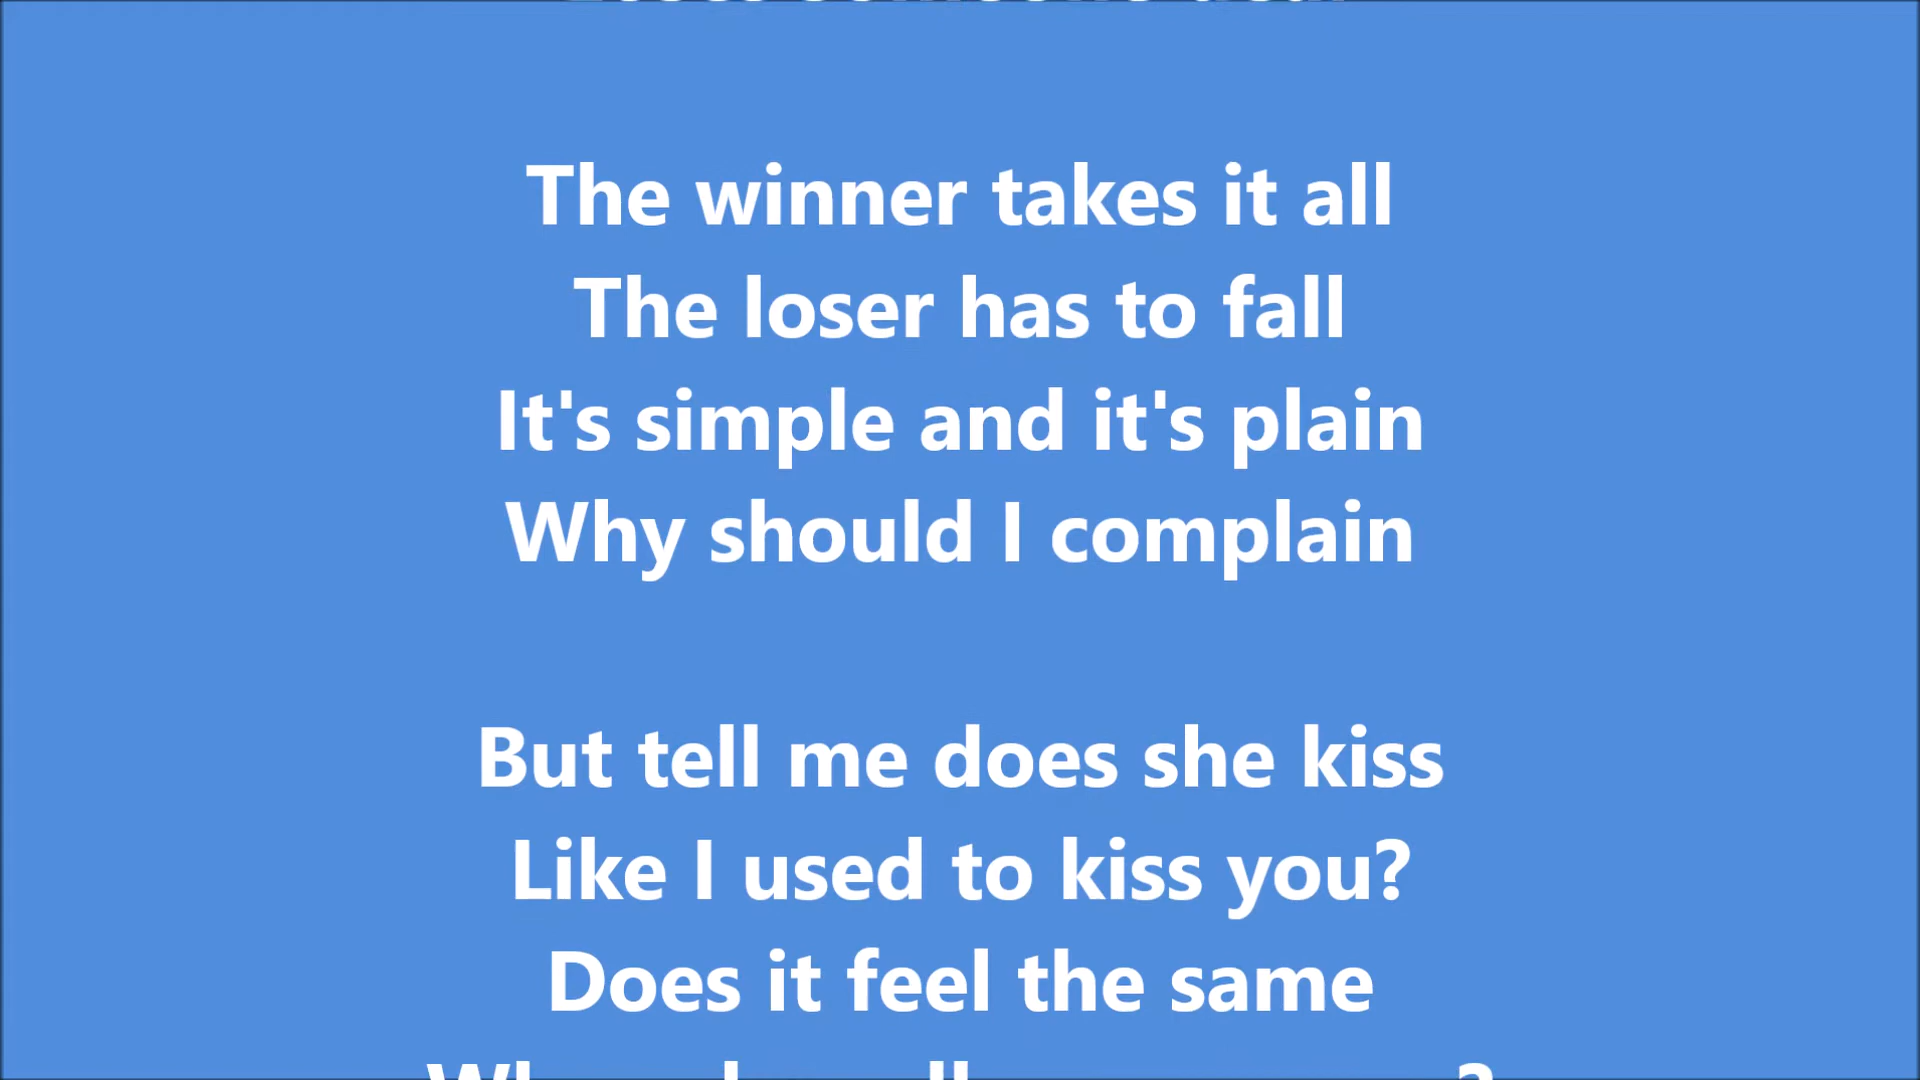 The winner takes it all
The loser has to fall
It's simple and it's plain
Why should I complain
But tell me does she kiss
Like I used to kiss you?
Does it feel the same